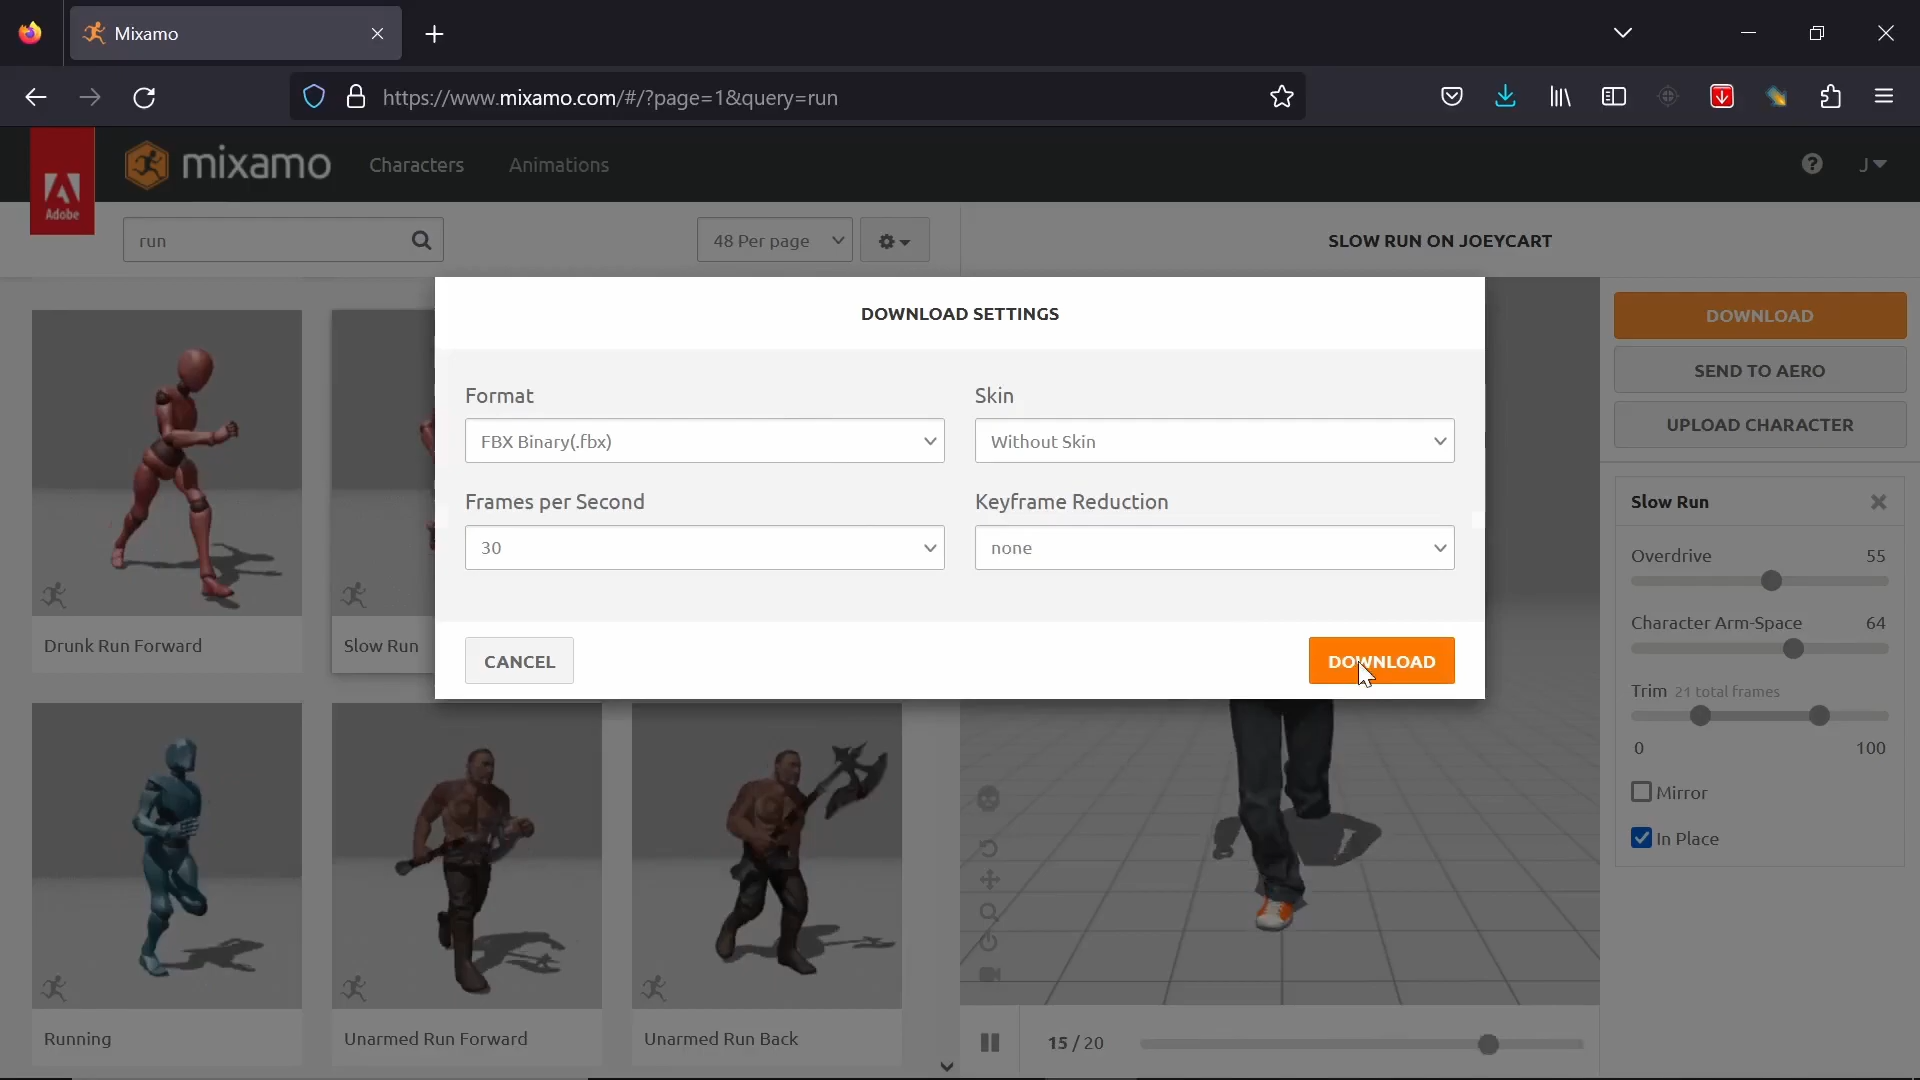 Mixamo
https://www.mixamo.com/#/?page=1&query=run
Adobe
mixamo
Characters
Animations
J
run
48 Per page
SLOW RUN ON JOEYCART
DOWNLOAD SETTINGS
Format
Skin
FBX Binary(.fbx)
Without Skin
Frames per Second
Keyframe Reduction
30
none
CANCEL
DOWNLOAD
DOWNLOAD
SEND TO AERO
UPLOAD CHARACTER
Slow Run
Overdrive 55
Character Arm-Space 64
Trim 21 total frames
0 100
Mirror
In Place
Drunk Run Forward
Slow Run
Running
Unarmed Run Forward
Unarmed Run Back
15 / 20